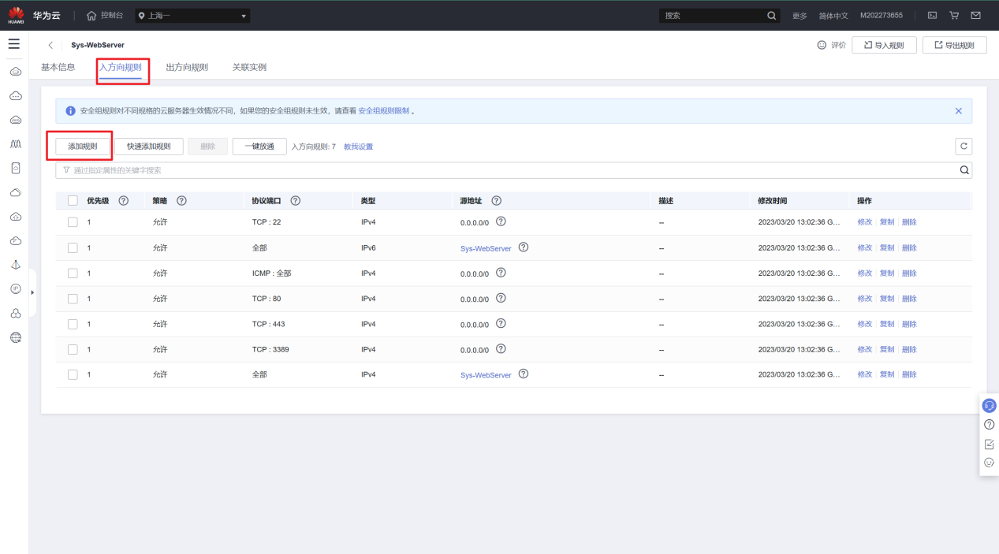 HUAWEI 华为云 控制台 上海一 搜索 更多 简体中文 M202273655
Sys-WebServer 评价 导入规则 导出规则
基本信息 入方向规则 出方向规则 关联实例
安全组规则对不同规格的云服务器生效情况不同，如果您的安全组规则未生效，请查看 安全组规则限制 。
添加规则 快速添加规则 删除 一键放通 入方向规则: 7 教我设置
通过指定属性的关键字搜索
优先级 策略 协议端口 类型 源地址 描述 修改时间 操作
1 允许 TCP : 22 IPv4 0.0.0.0/0 -- 2023/03/20 13:02:36 G... 修改 复制 删除
1 允许 全部 IPv6 Sys-WebServer -- 2023/03/20 13:02:36 G... 修改 复制 删除
1 允许 ICMP : 全部 IPv4 0.0.0.0/0 -- 2023/03/20 13:02:36 G... 修改 复制 删除
1 允许 TCP : 80 IPv4 0.0.0.0/0 -- 2023/03/20 13:02:36 G... 修改 复制 删除
1 允许 TCP : 443 IPv4 0.0.0.0/0 -- 2023/03/20 13:02:36 G... 修改 复制 删除
1 允许 TCP : 3389 IPv4 0.0.0.0/0 -- 2023/03/20 13:02:36 G... 修改 复制 删除
1 允许 全部 IPv4 Sys-WebServer -- 2023/03/20 13:02:36 G... 修改 复制 删除